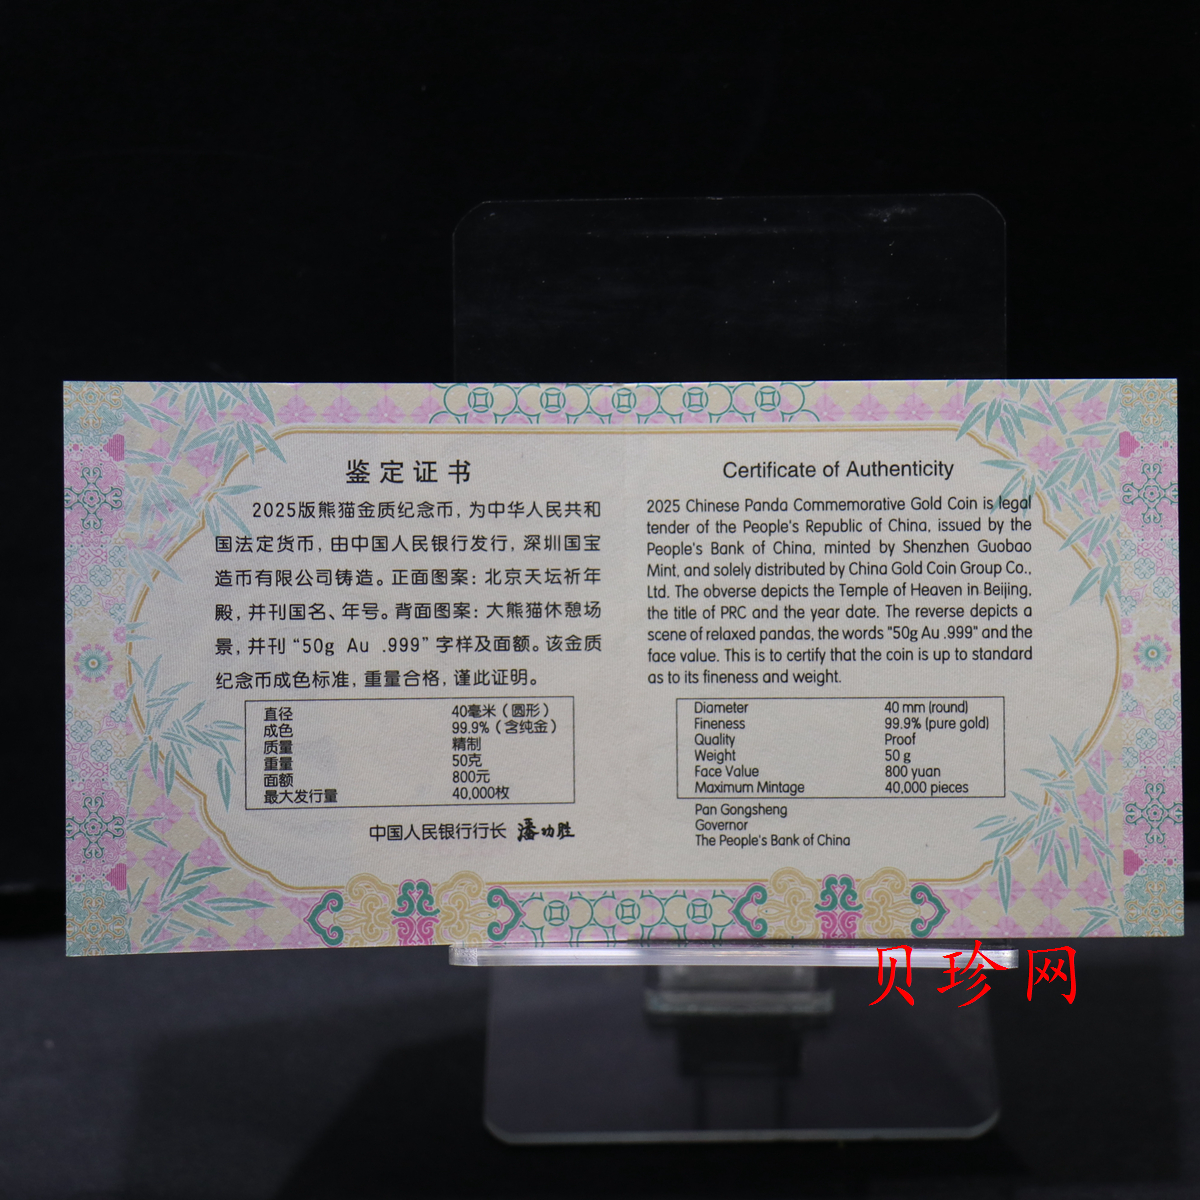 鉴定证书
2025版熊猫金质纪念币，为中华人民共和
国法定货币，由中国人民银行发行，深圳国宝
造币有限公司铸造。正面图案：北京天坛祈年
殿，并刊国名、年号。背面图案：大熊猫休憩场
景，并刊“50g Au .999”字样及面额。该金质
纪念币成色标准，重量合格，谨此证明。
直径 40毫米（圆形）
成色 99.9%（含纯金）
质量 精制
重量 50克
面额 800元
最大发行量 40,000枚
中国人民银行行长 潘功胜
Certificate of Authenticity
2025 Chinese Panda Commemorative Gold Coin is legal
tender of the People's Republic of China, issued by the
People's Bank of China, minted by Shenzhen Guobao
Mint, and solely distributed by China Gold Coin Group Co.,
Ltd. The obverse depicts the Temple of Heaven in Beijing,
the title of PRC and the year date. The reverse depicts a
scene of relaxed pandas, the words "50g Au .999" and the
face value. This is to certify that the coin is up to standard
as to its fineness and weight.
Diameter 40 mm (round)
Fineness 99.9% (pure gold)
Quality Proof
Weight 50 g
Face Value 800 yuan
Maximum Mintage 40,000 pieces
Pan Gongsheng
Governor
The People's Bank of China
贝珍网